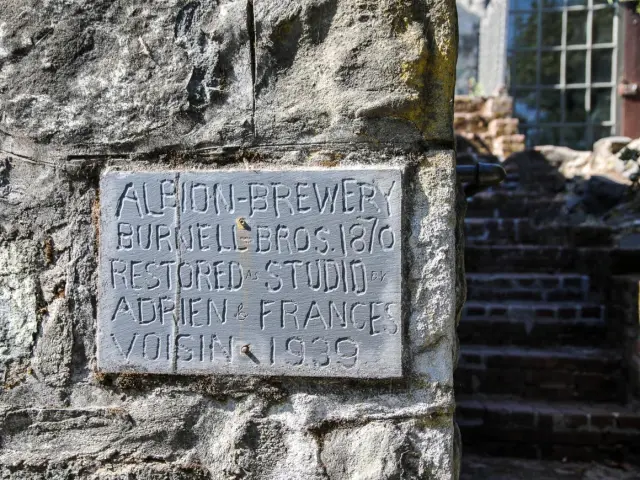 ALBION-BREWERY
BURNELL-BROS. 1870
RESTORED AS STUDIO BY
ADRIEN & FRANCES
VOISIN 1939